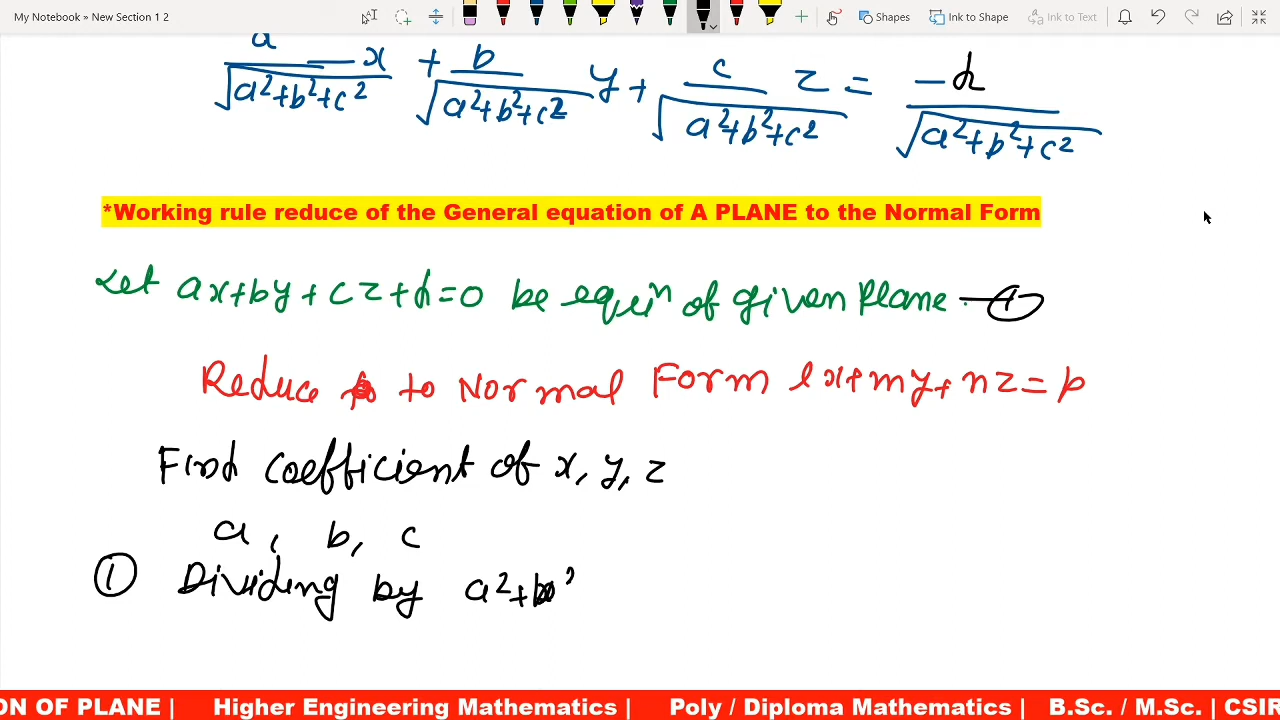 My Notebook » New Section 1 2
Shapes Ink to Shape Ink to Text
a/√a²+b²+c² x + b/√a²+b²+c² y + c/√a²+b²+c² z = -d/√a²+b²+c²
*Working rule reduce of the General equation of A PLANE to the Normal Form
Let ax+by+cz+d=0 be equⁿ of given Plane. — ①
Reduce to Normal Form lx+my+nz=p
Find coefficient of x, y, z
a, b, c
① Dividing by a²+b²
ON OF PLANE | Higher Engineering Mathematics | Poly / Diploma Mathematics | B.Sc. / M.Sc. | CSIR